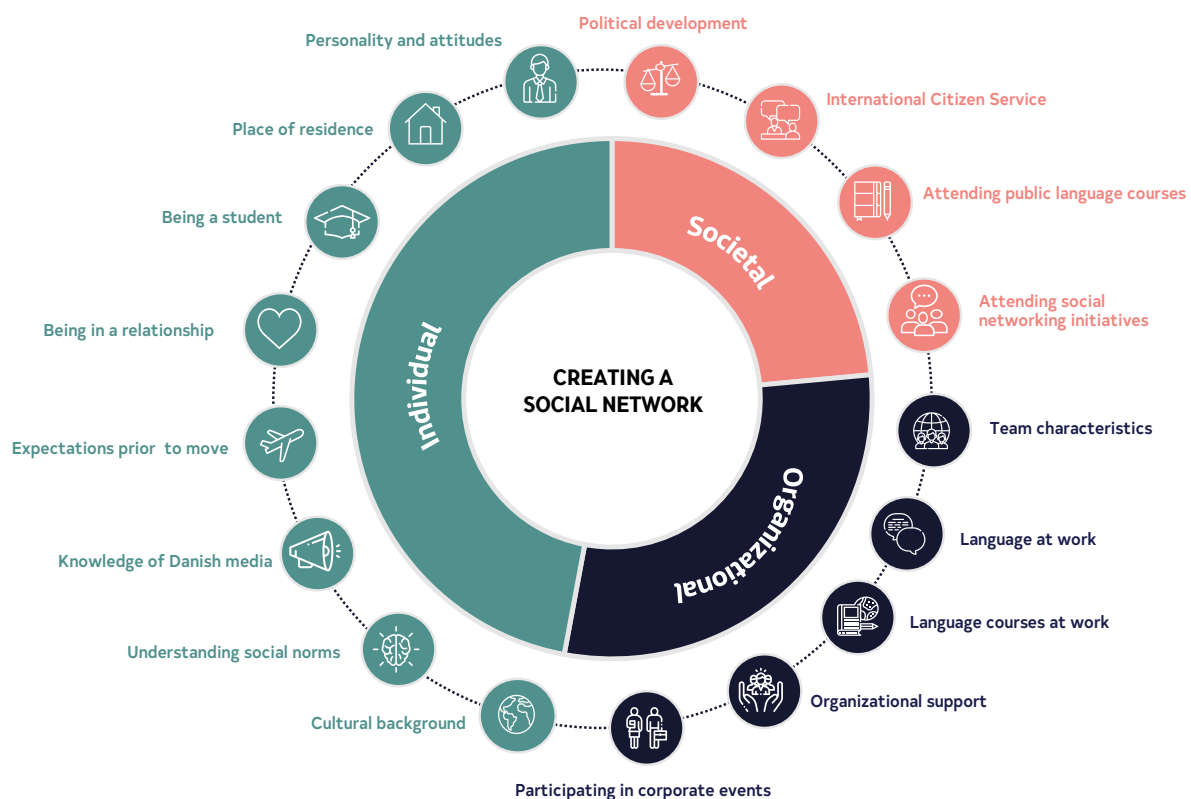 Political development
Personality and attitudes
International Citizen Service
Place of residence
Attending public language courses
Being a student
Societal
Attending social
networking initiatives
Being in a relationship
Individual
CREATING A
SOCIAL NETWORK
Team characteristics
Expectations prior  to move
Organizational
Language at work
Knowledge of Danish media
Language courses at work
Understanding social norms
Organizational support
Cultural background
Participating in corporate events